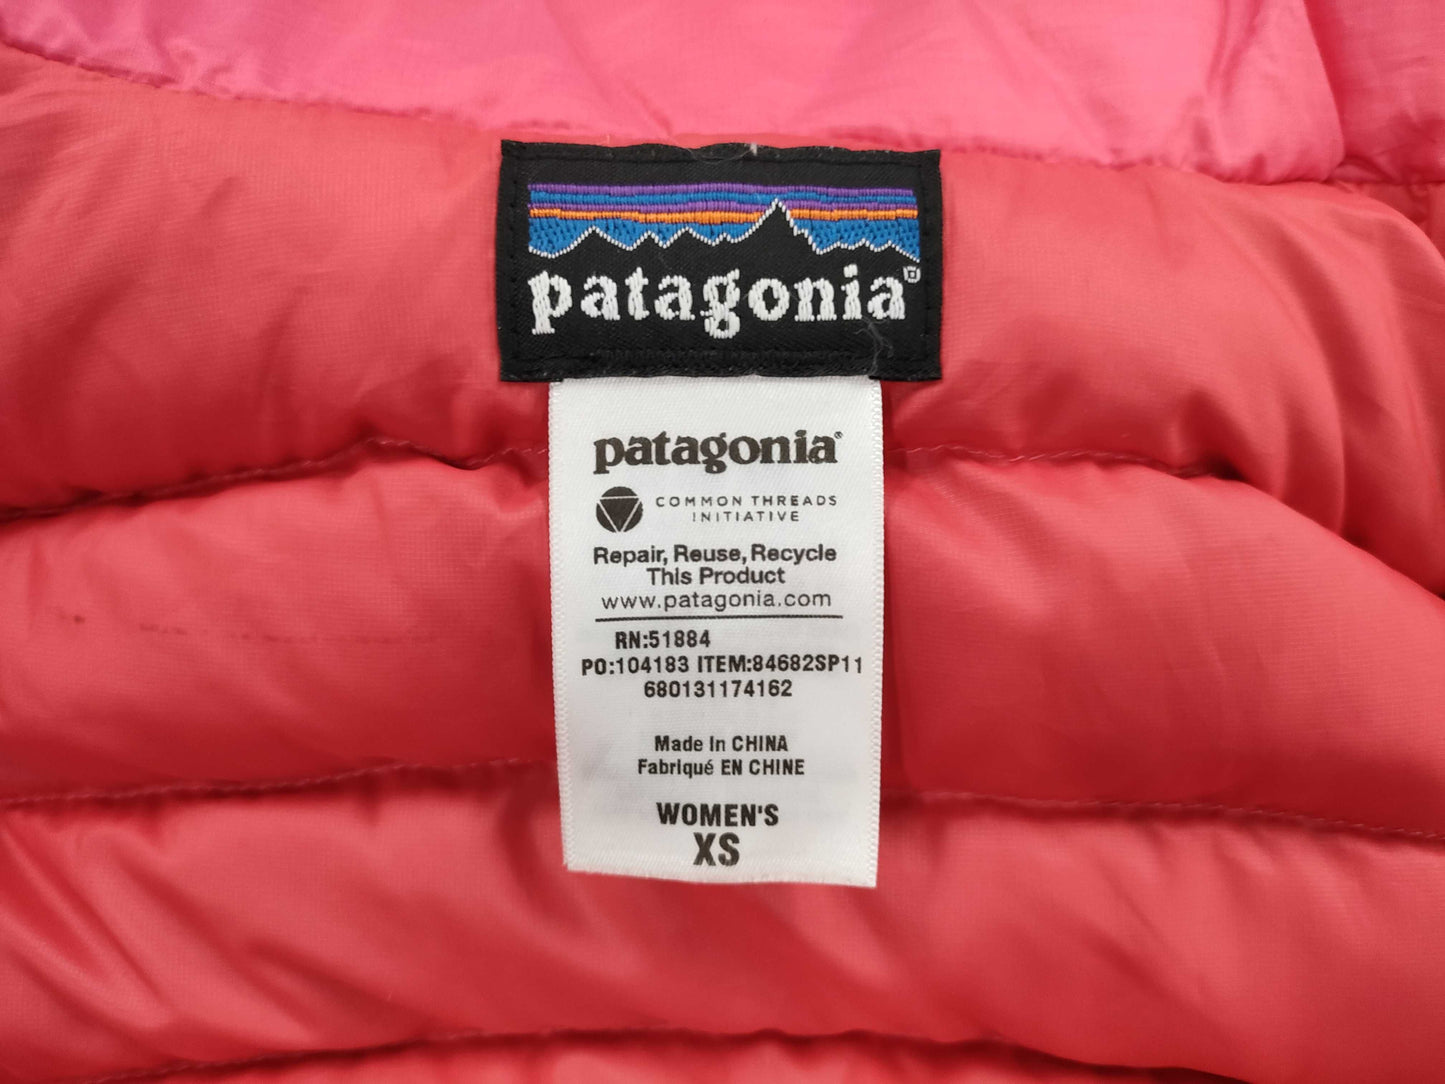 patagonia®
patagonia®
COMMON THREADS
INITIATIVE
Repair, Reuse, Recycle
This Product
www.patagonia.com
RN:51884
PO:104183 ITEM:84682SP11
680131174162
Made In CHINA
Fabriqué EN CHINE
WOMEN'S
XS